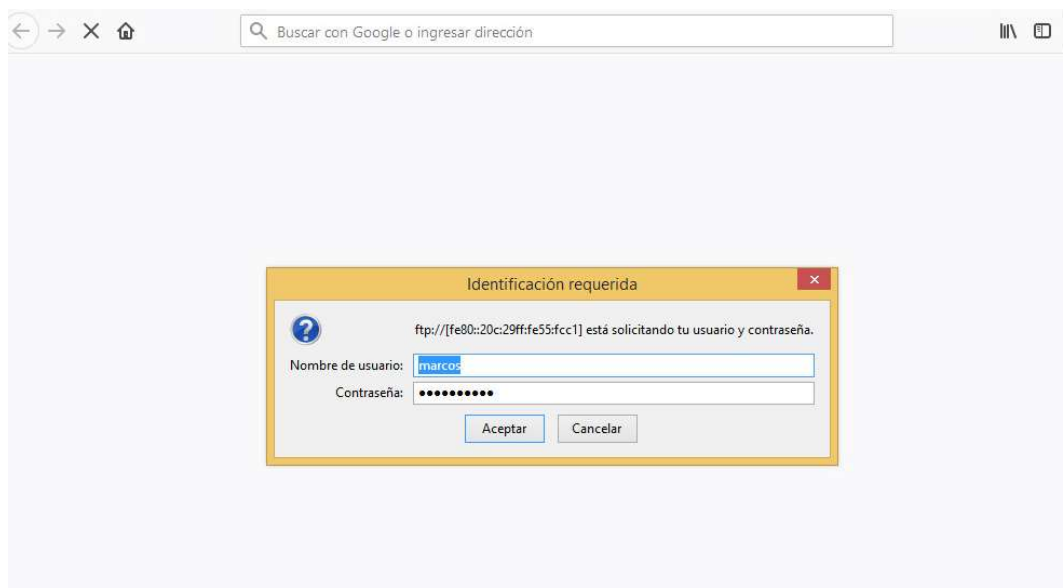 Buscar con Google o ingresar dirección
Identificación requerida
ftp://[fe80::20c:29ff:fe55:fcc1] está solicitando tu usuario y contraseña.
Nombre de usuario: marcos
Contraseña: ●●●●●●●●●●
Aceptar Cancelar